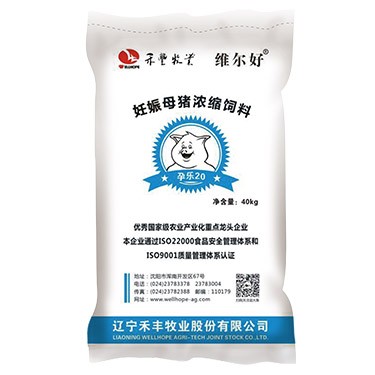 WELLHOPE
禾丰牧业 维尔好
妊娠母猪浓缩饲料
孕乐20
净含量：40kg
优秀国家级农业产业化重点龙头企业
本企业通过ISO22000食品安全管理体系和
ISO9001质量管理体系认证
地址：沈阳市浑南开发区67号
电话：(024)23783378 23783004
传真：(024)23782388 邮编：110179
网址：www.wellhope-ag.com
辽宁禾丰牧业股份有限公司
LIAONING WELLHOPE AGRI-TECH JOINT STOCK CO., LTD.